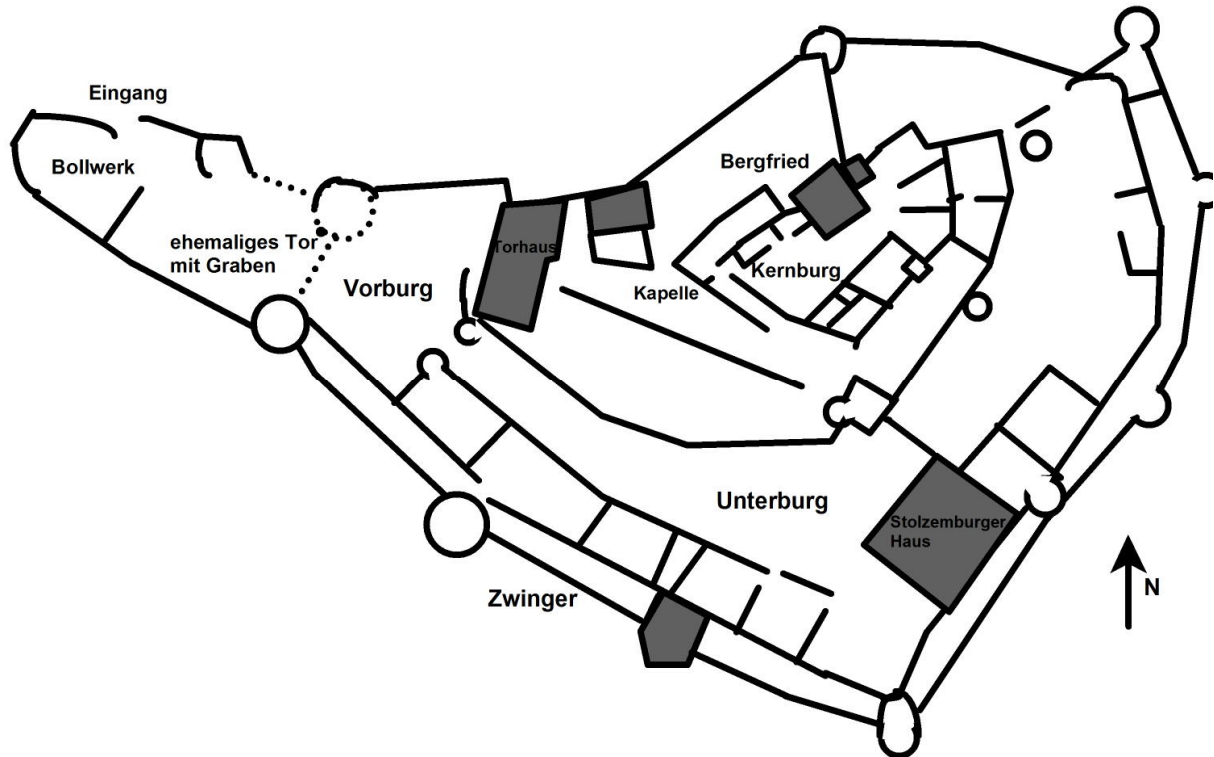 Eingang
Bollwerk
Bergfried
ehemaliges Tor
mit Graben
Torhaus
Vorburg
Kapelle
Kernburg
Unterburg
Stolzemburger
Haus
Zwinger
N